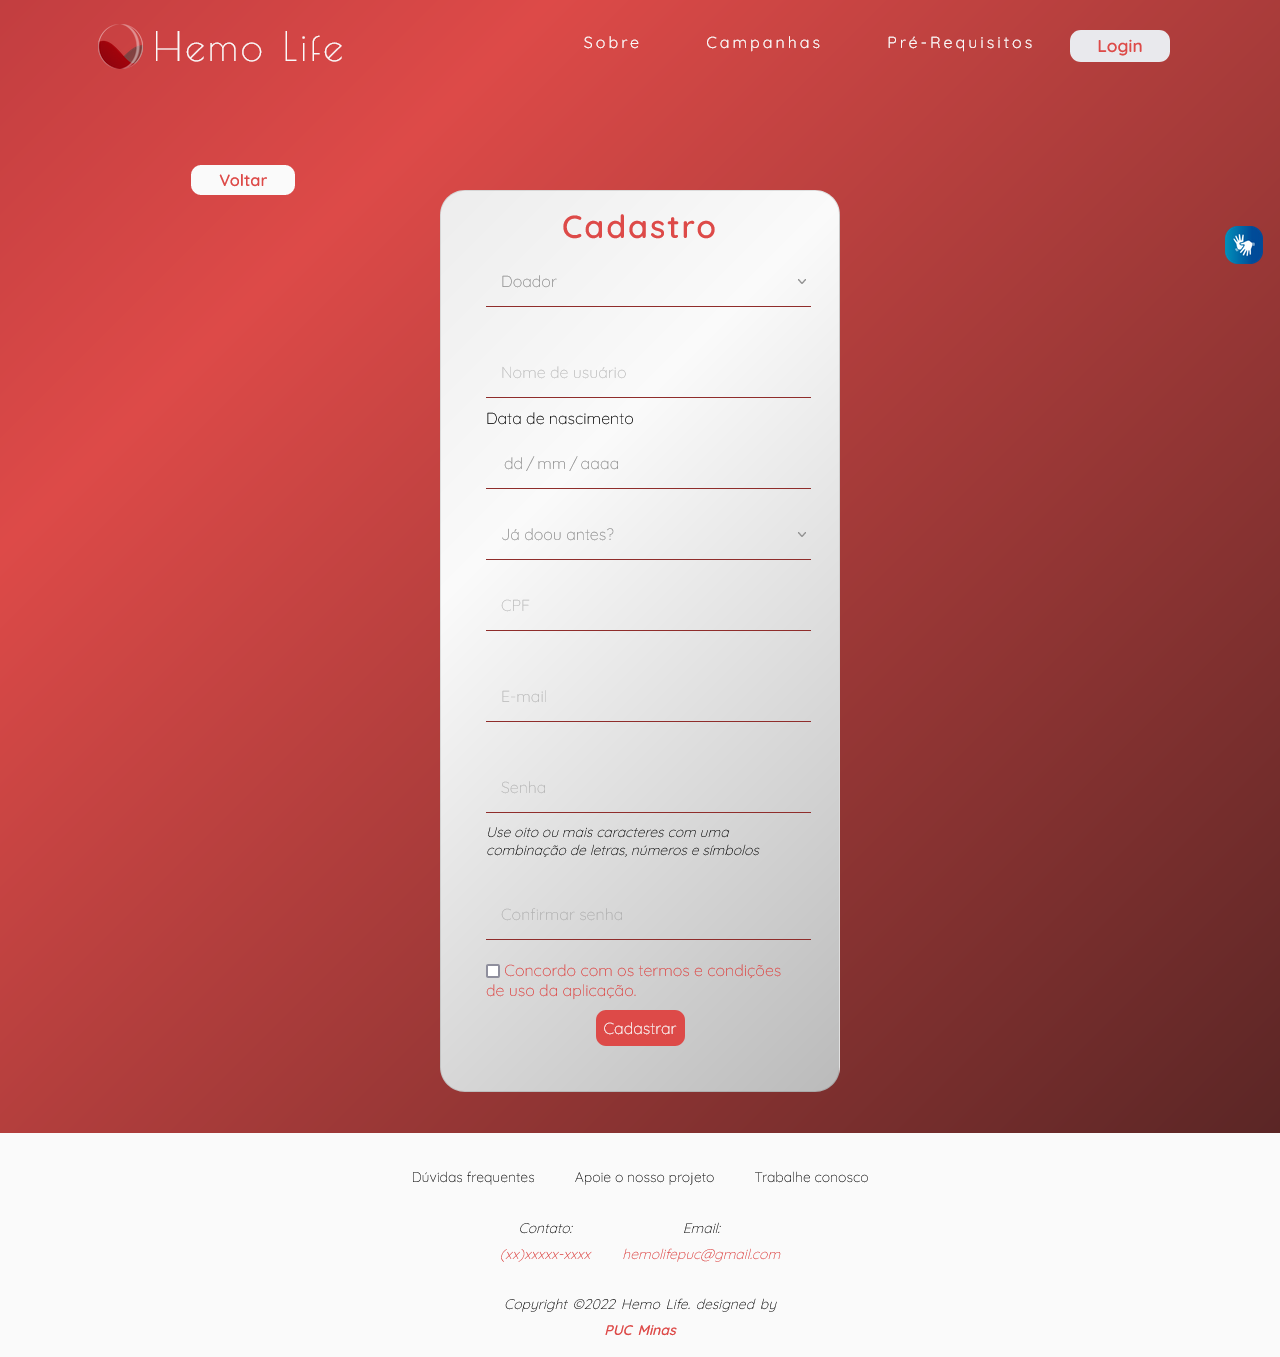 Hemo Life
Sobre
Campanhas
Pré-Requisitos
Login
Voltar
Cadastro
Doador
Nome de usuário
Data de nascimento
dd / mm / aaaa
Já doou antes?
CPF
E-mail
Senha
Use oito ou mais caracteres com uma
combinação de letras, números e símbolos
Confirmar senha
Concordo com os termos e condições
de uso da aplicação.
Cadastrar
Dúvidas frequentes
Apoie o nosso projeto
Trabalhe conosco
Contato:
(xx)xxxxx-xxxx
Email:
hemolifepuc@gmail.com
Copyright ©2022 Hemo Life. designed by
PUC Minas